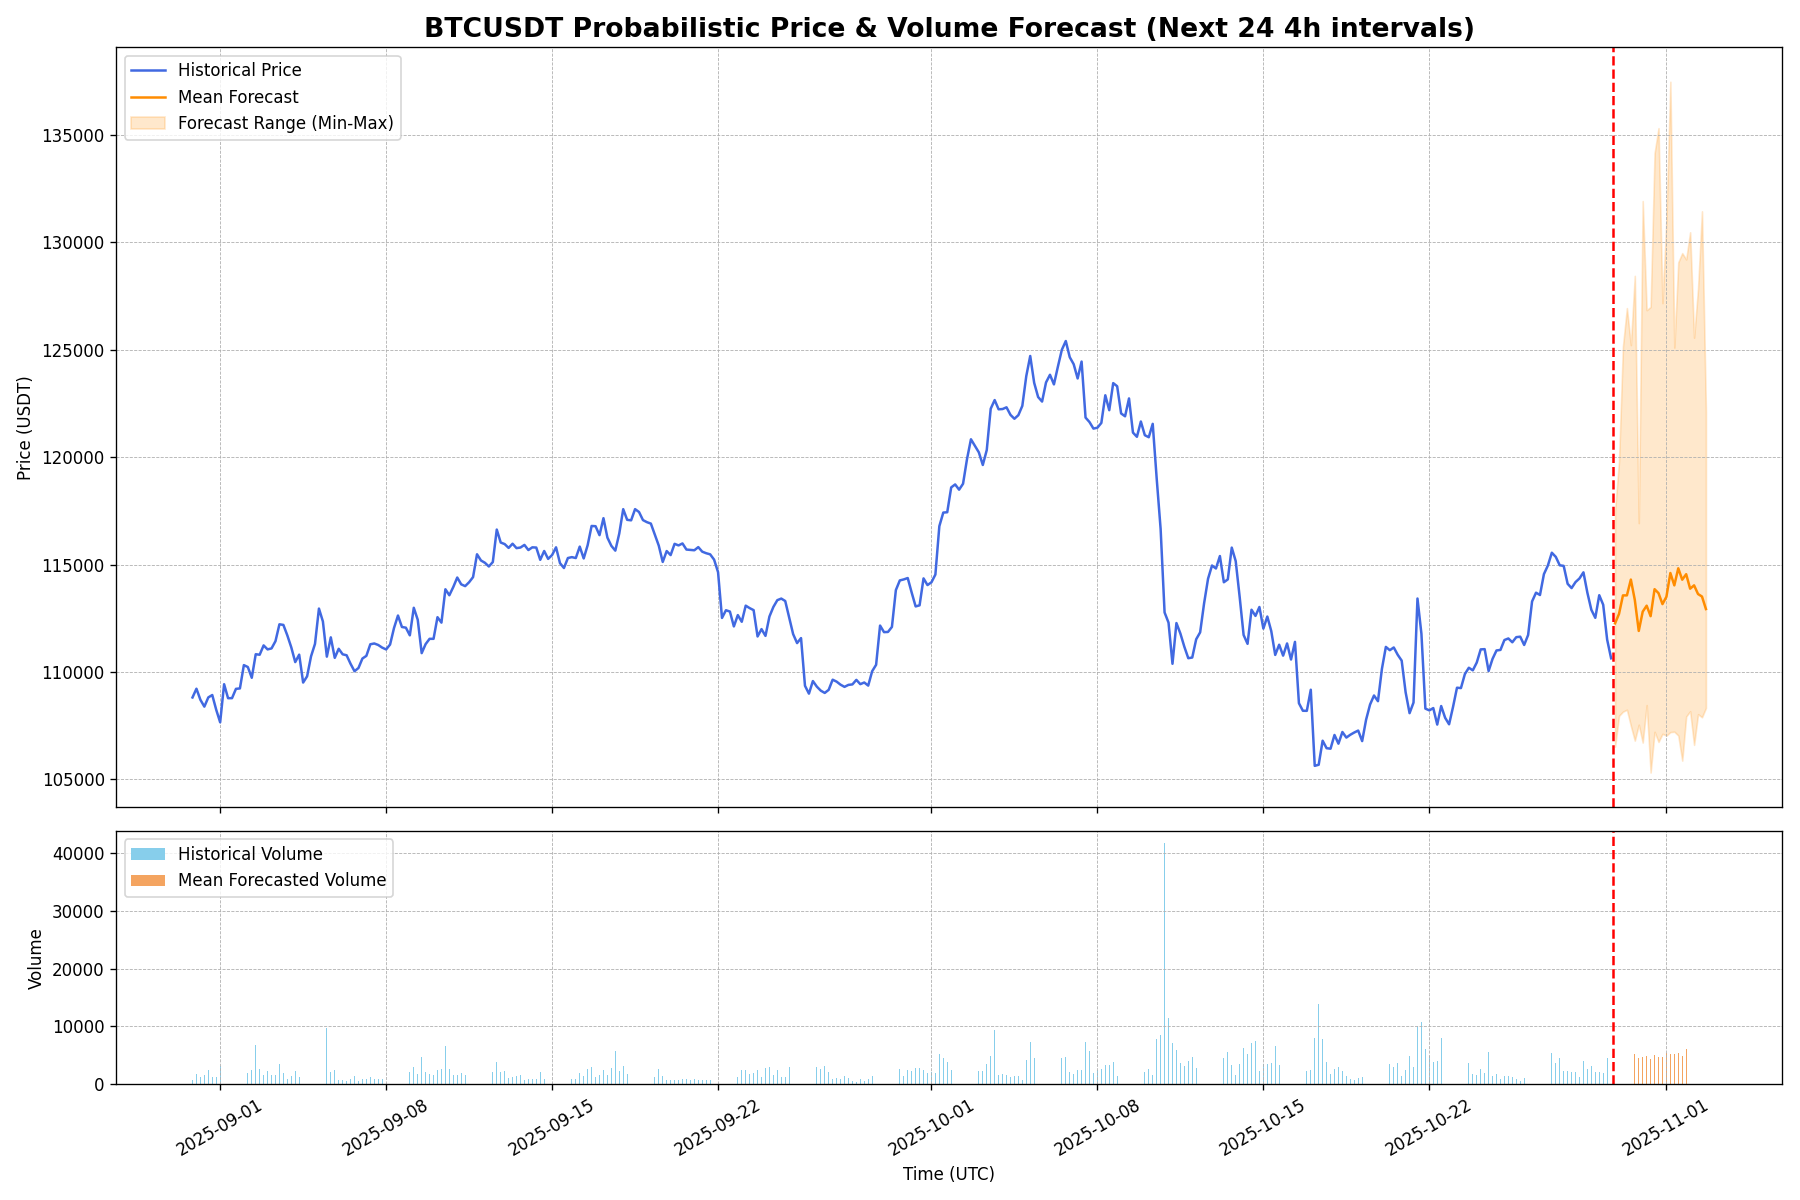 BTCUSDT Probabilistic Price & Volume Forecast (Next 24 4h intervals)
Historical Price
Mean Forecast
Forecast Range (Min-Max)
135000
130000
125000
120000
115000
110000
105000
Price (USDT)
Historical Volume
Mean Forecasted Volume
40000
30000
20000
10000
0
Volume
2025-09-01
2025-09-08
2025-09-15
2025-09-22
2025-10-01
2025-10-08
2025-10-15
2025-10-22
2025-11-01
Time (UTC)